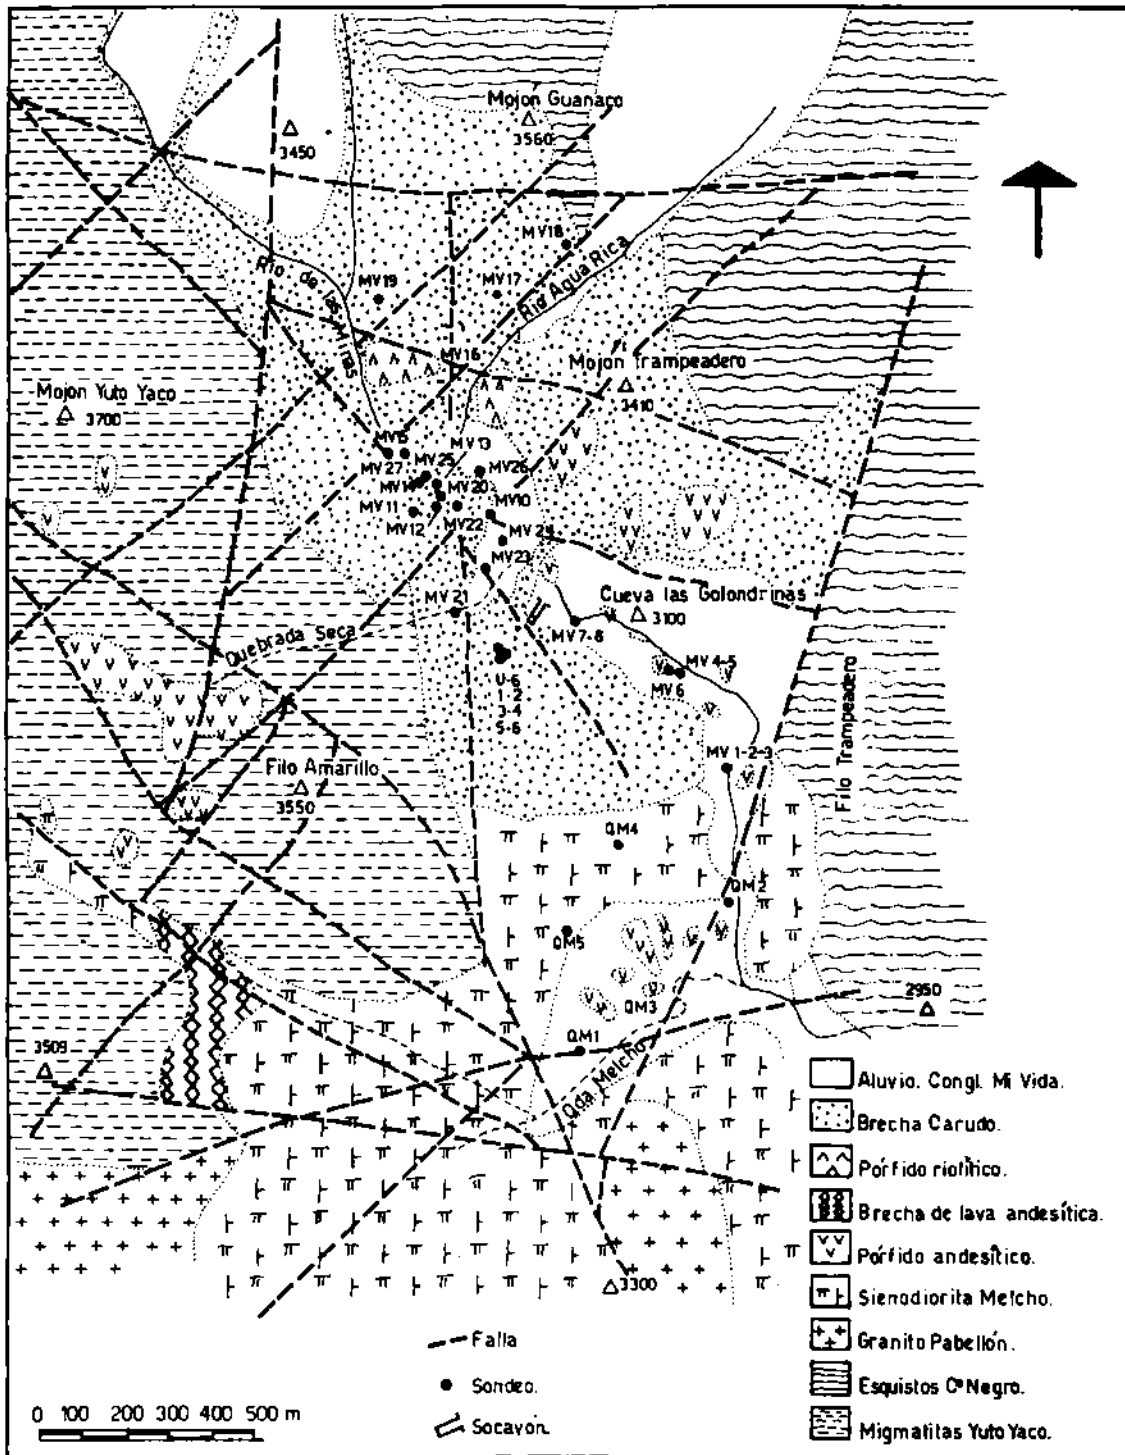 Mojon Guanaco
3560
3450
MV18
Rio Agua Rica
Rio de las Minas
MV19
MV17
MV16
Mojon Trampeadero
3410
Mojon Yuto Yaco
3700
MV15
MV13
MV25
MV27
MV26
MV14
MV20
MV11
MV10
MV12
MV22
MV24
MV23
Cueva las Golondrinas
3100
MV21
MV7-8
Quebrada Seca
MV4-5
MV6
U-6
1-2
3-4
5-6
MV 1-2-3
Filo Trampeadero
Filo Amarillo
3550
QM4
QM2
QM5
QM3
2950
QM1
3509
Qda Melcho
3300
Aluvio. Congl. Mi Vida.
Brecha Carudo.
Pórfido riolítico.
Brecha de lava andesítica.
Pórfido andesítico.
Sienodiorita Melcho.
Granito Pabellón.
Esquistos Cº Negro.
Migmatitas Yuto Yaco.
Falla
Sondeo.
Socavón.
0 100 200 300 400 500 m